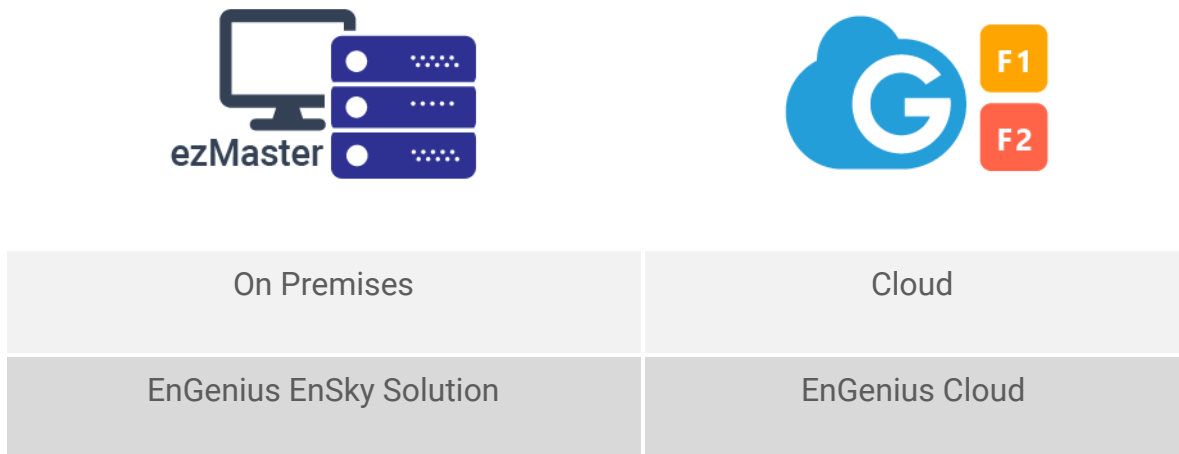 ezMaster
G
F1
F2
On Premises
Cloud
EnGenius EnSky Solution
EnGenius Cloud